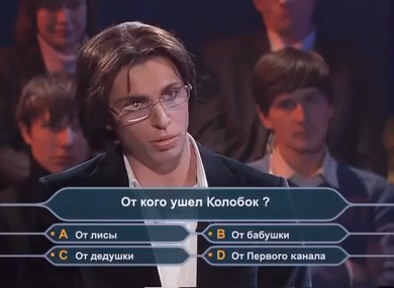 От кого ушел Колобок ?
A От лисы
B От бабушки
C От дедушки
D От Первого канала